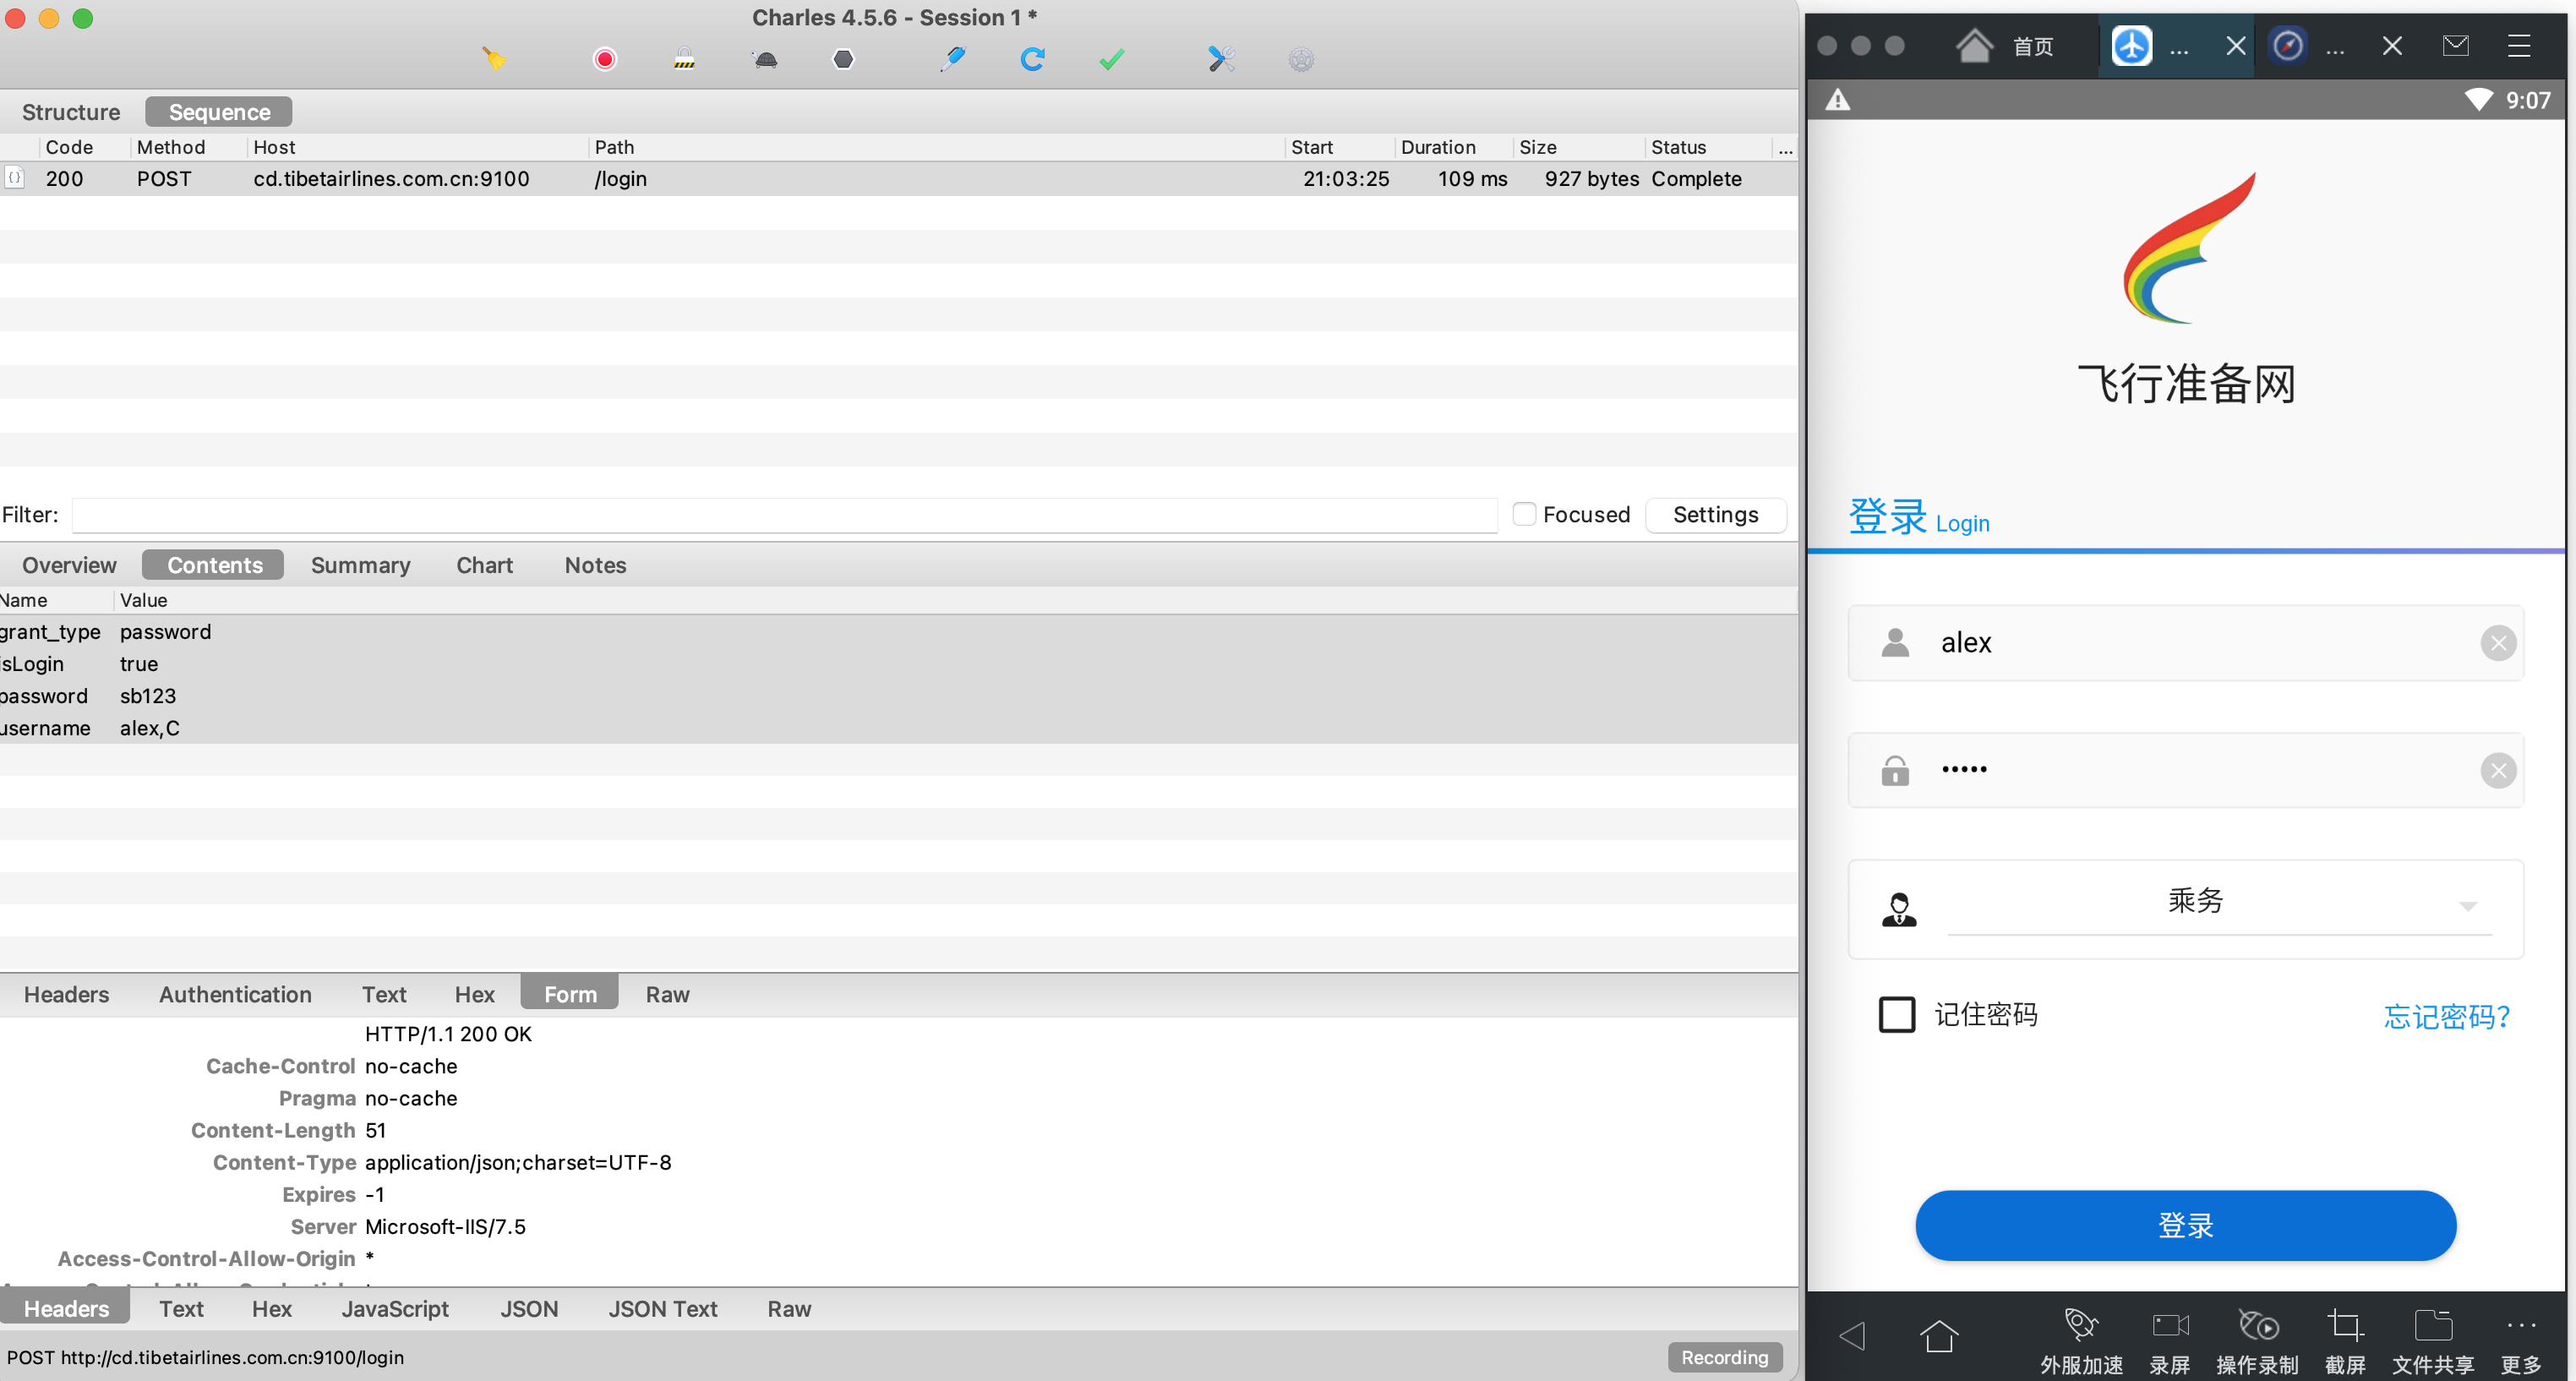 Charles 4.5.6 - Session 1 *
Structure Sequence
Code Method Host Path Start Duration Size Status ...
200 POST cd.tibetairlines.com.cn:9100 /login 21:03:25 109 ms 927 bytes Complete
Filter: Focused Settings
Overview Contents Summary Chart Notes
Name Value
grant_type password
isLogin true
password sb123
username alex,C
Headers Authentication Text Hex Form Raw
HTTP/1.1 200 OK
Cache-Control no-cache
Pragma no-cache
Content-Length 51
Content-Type application/json;charset=UTF-8
Expires -1
Server Microsoft-IIS/7.5
Access-Control-Allow-Origin *
Headers Text Hex JavaScript JSON JSON Text Raw
POST http://cd.tibetairlines.com.cn:9100/login Recording
首页 ... ...
9:07
飞行准备网
登录 Login
alex
•••••
乘务
记住密码 忘记密码?
登录
外服加速 录屏 操作录制 截屏 文件共享 更多